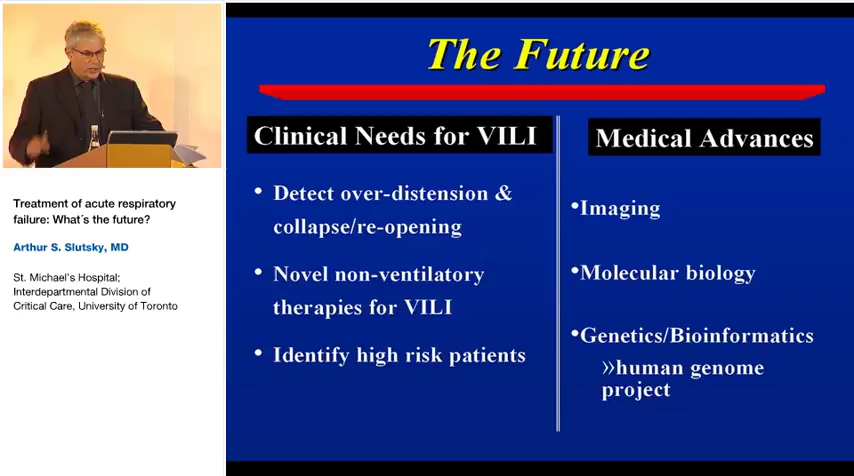 The Future
Clinical Needs for VILI
• Detect over-distension &
collapse/re-opening
• Novel non-ventilatory
therapies for VILI
• Identify high risk patients
Medical Advances
•Imaging
•Molecular biology
•Genetics/Bioinformatics
»human genome
project
Treatment of acute respiratory
failure: What´s the future?
Arthur S. Slutsky, MD
St. Michael's Hospital;
Interdepartmental Division of
Critical Care, University of Toronto